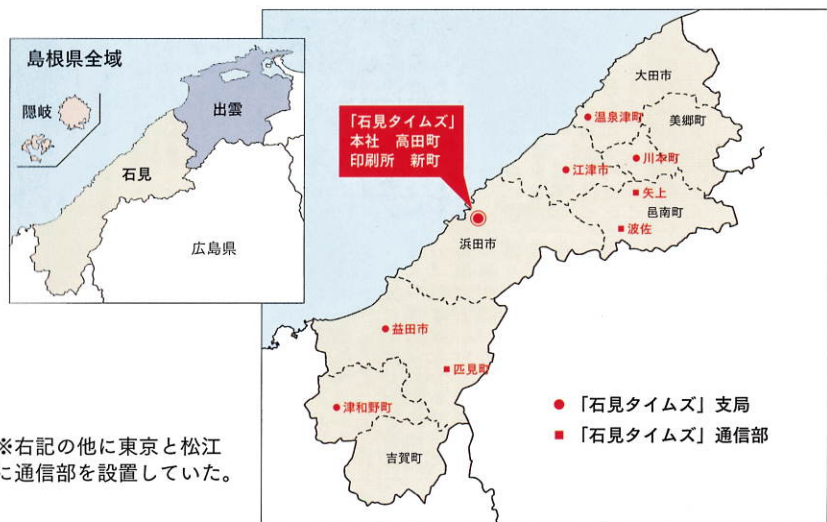 島根県全域
隠岐
出雲
石見
広島県
「石見タイムズ」
本社 高田町
印刷所 新町
大田市
温泉津町
美郷町
川本町
江津市
矢上
邑南町
波佐
浜田市
益田市
匹見町
津和野町
吉賀町
● 「石見タイムズ」支局
■ 「石見タイムズ」通信部
※右記の他に東京と松江
に通信部を設置していた。